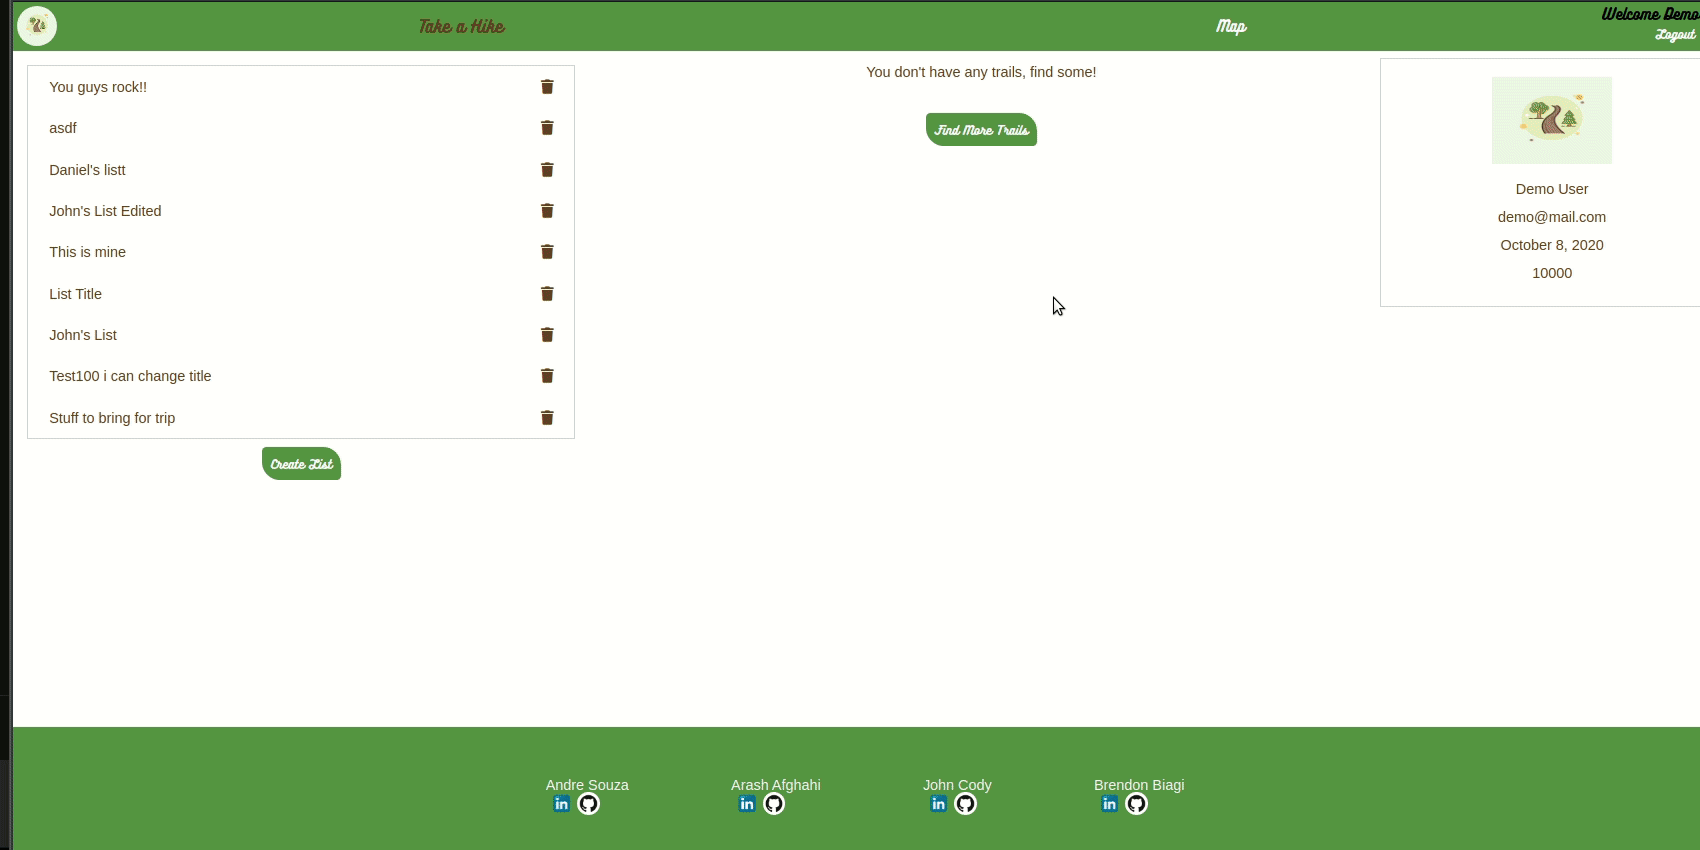 Take a Hike
Map
Welcome Demo
Logout
You guys rock!!
asdf
Daniel's listt
John's List Edited
This is mine
List Title
John's List
Test100 i can change title
Stuff to bring for trip
Create List
You don't have any trails, find some!
Find More Trails
Demo User
demo@mail.com
October 8, 2020
10000
Andre Souza
in
Arash Afghahi
in
John Cody
in
Brendon Biagi
in